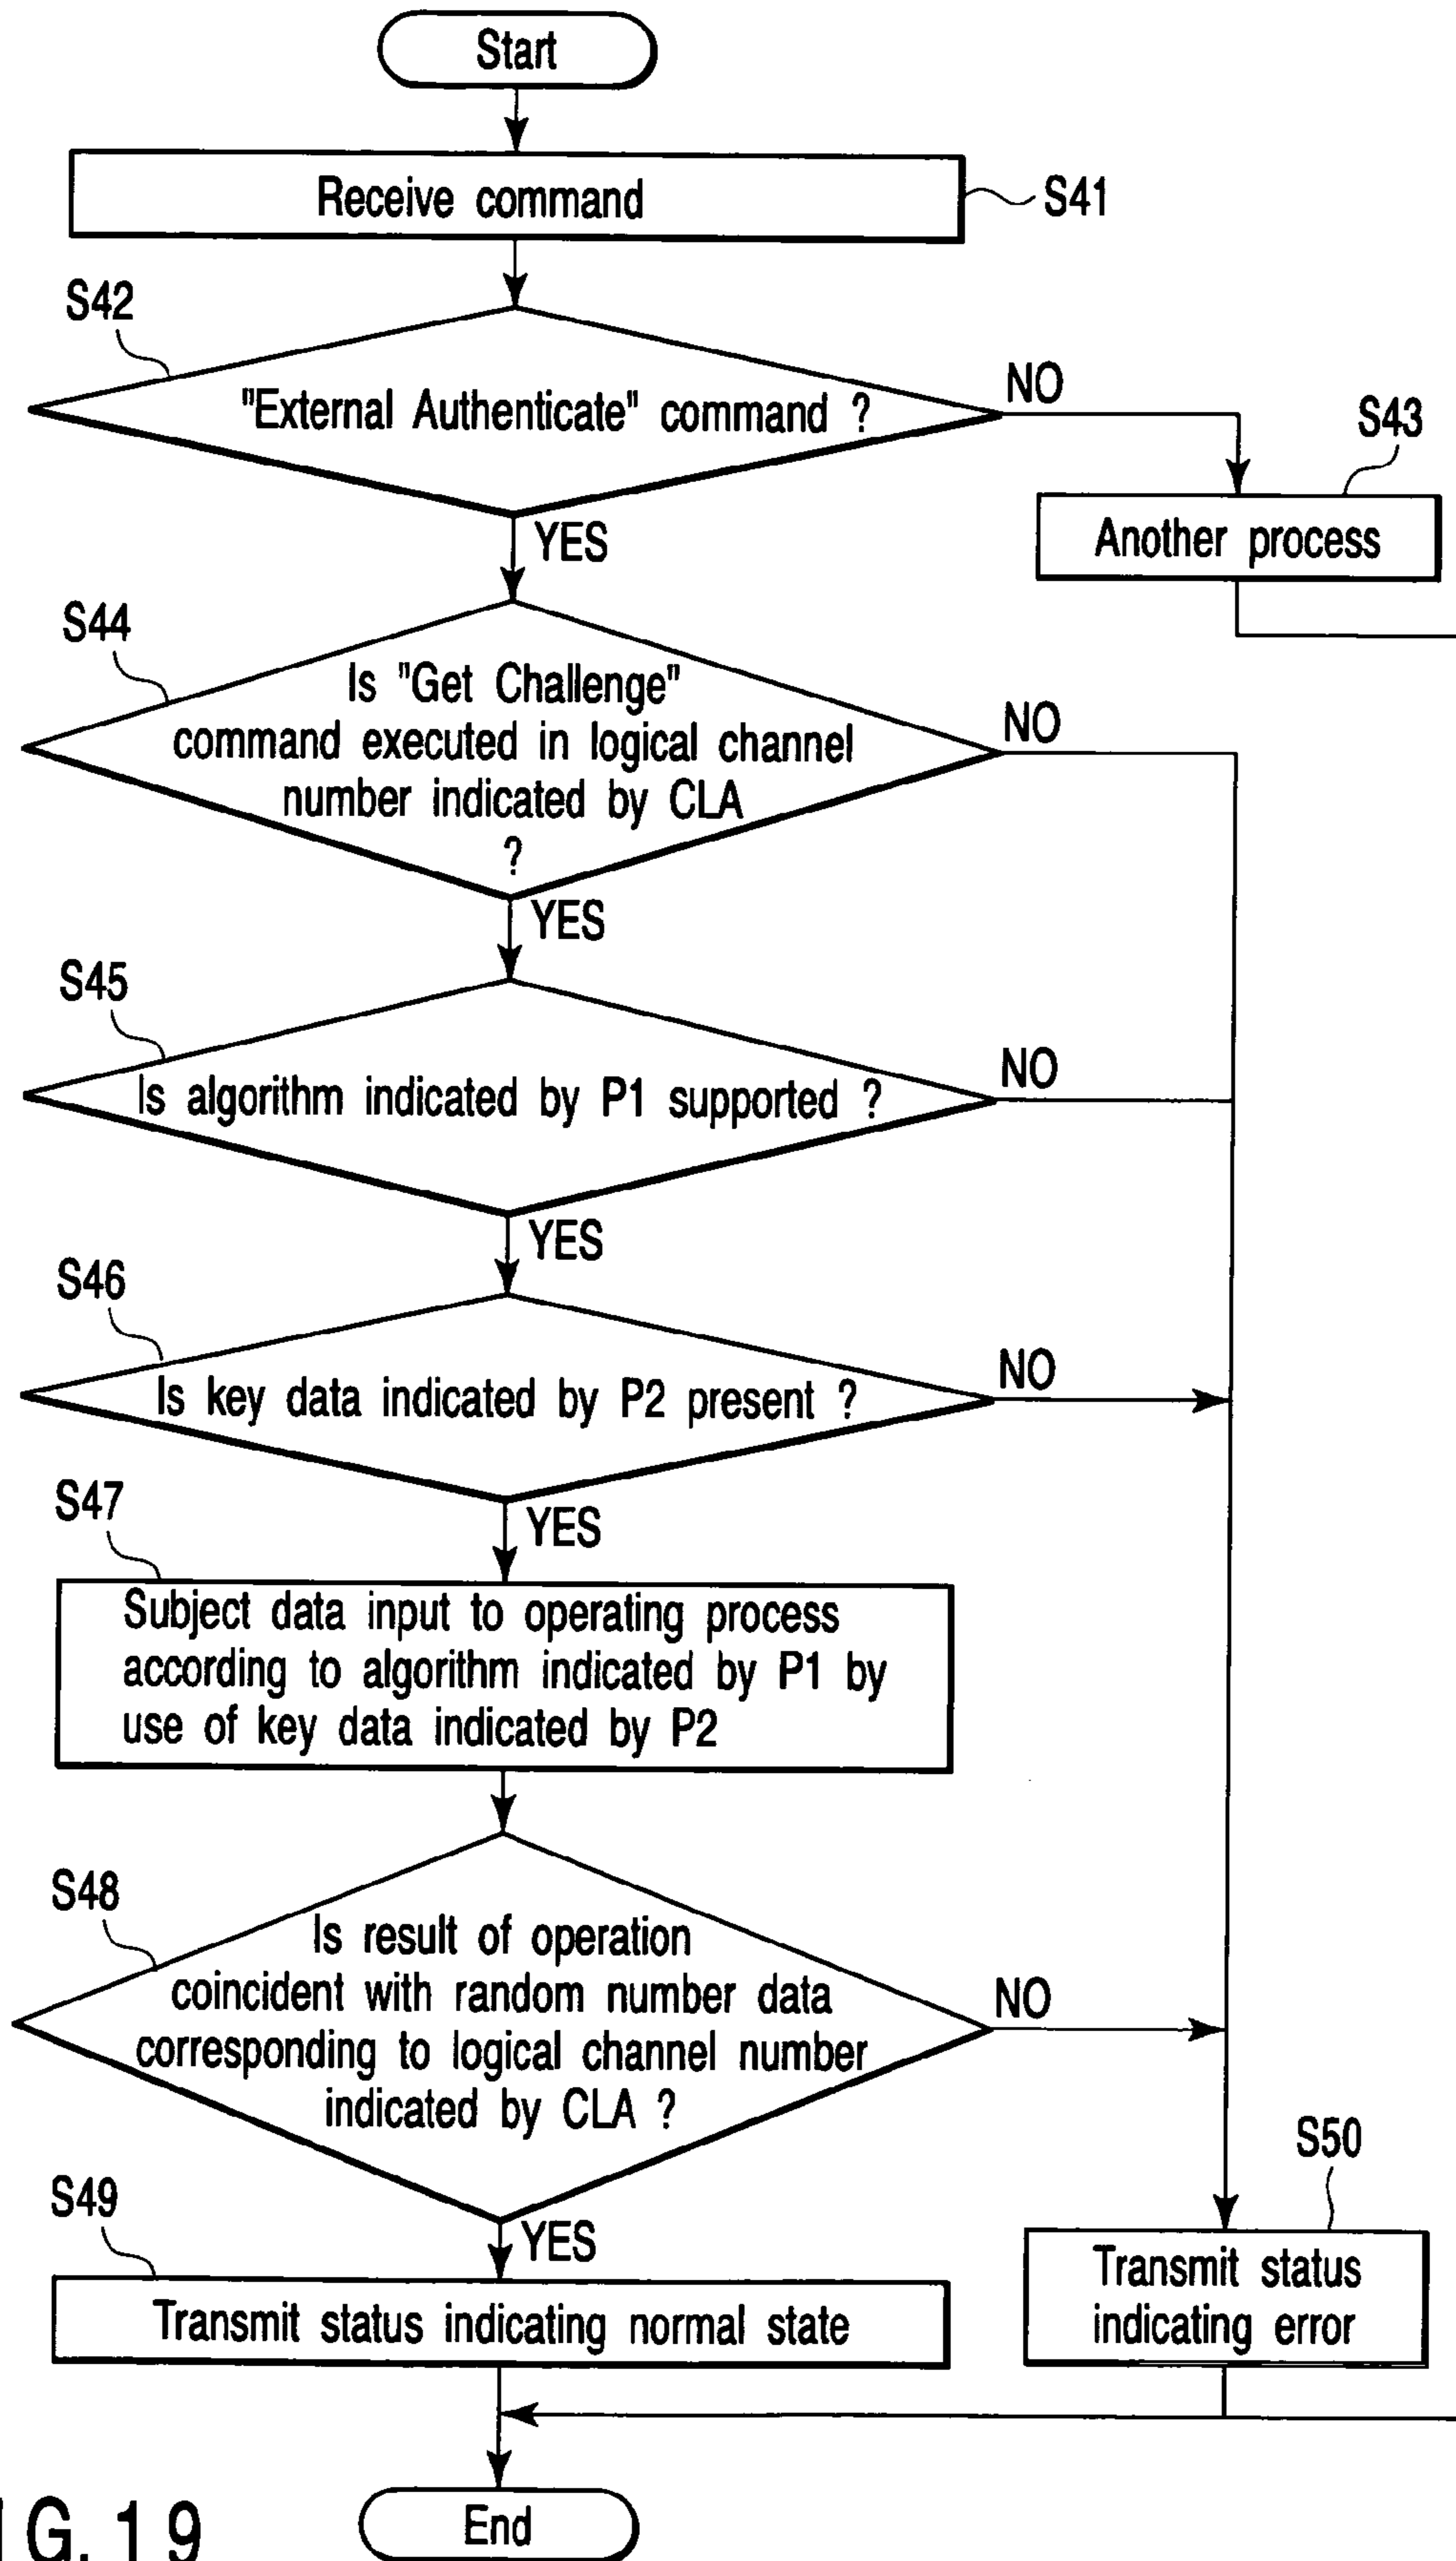 Start
Receive command
S41
S42
"External Authenticate" command ?
NO
S43
Another process
YES
S44
Is "Get Challenge"
command executed in logical channel
number indicated by CLA
?
NO
YES
S45
Is algorithm indicated by P1 supported ?
NO
YES
S46
Is key data indicated by P2 present ?
NO
YES
S47
Subject data input to operating process
according to algorithm indicated by P1 by
use of key data indicated by P2
S48
Is result of operation
coincident with random number data
corresponding to logical channel number
indicated by CLA ?
NO
YES
S49
Transmit status indicating normal state
S50
Transmit status
indicating error
End
IG. 19